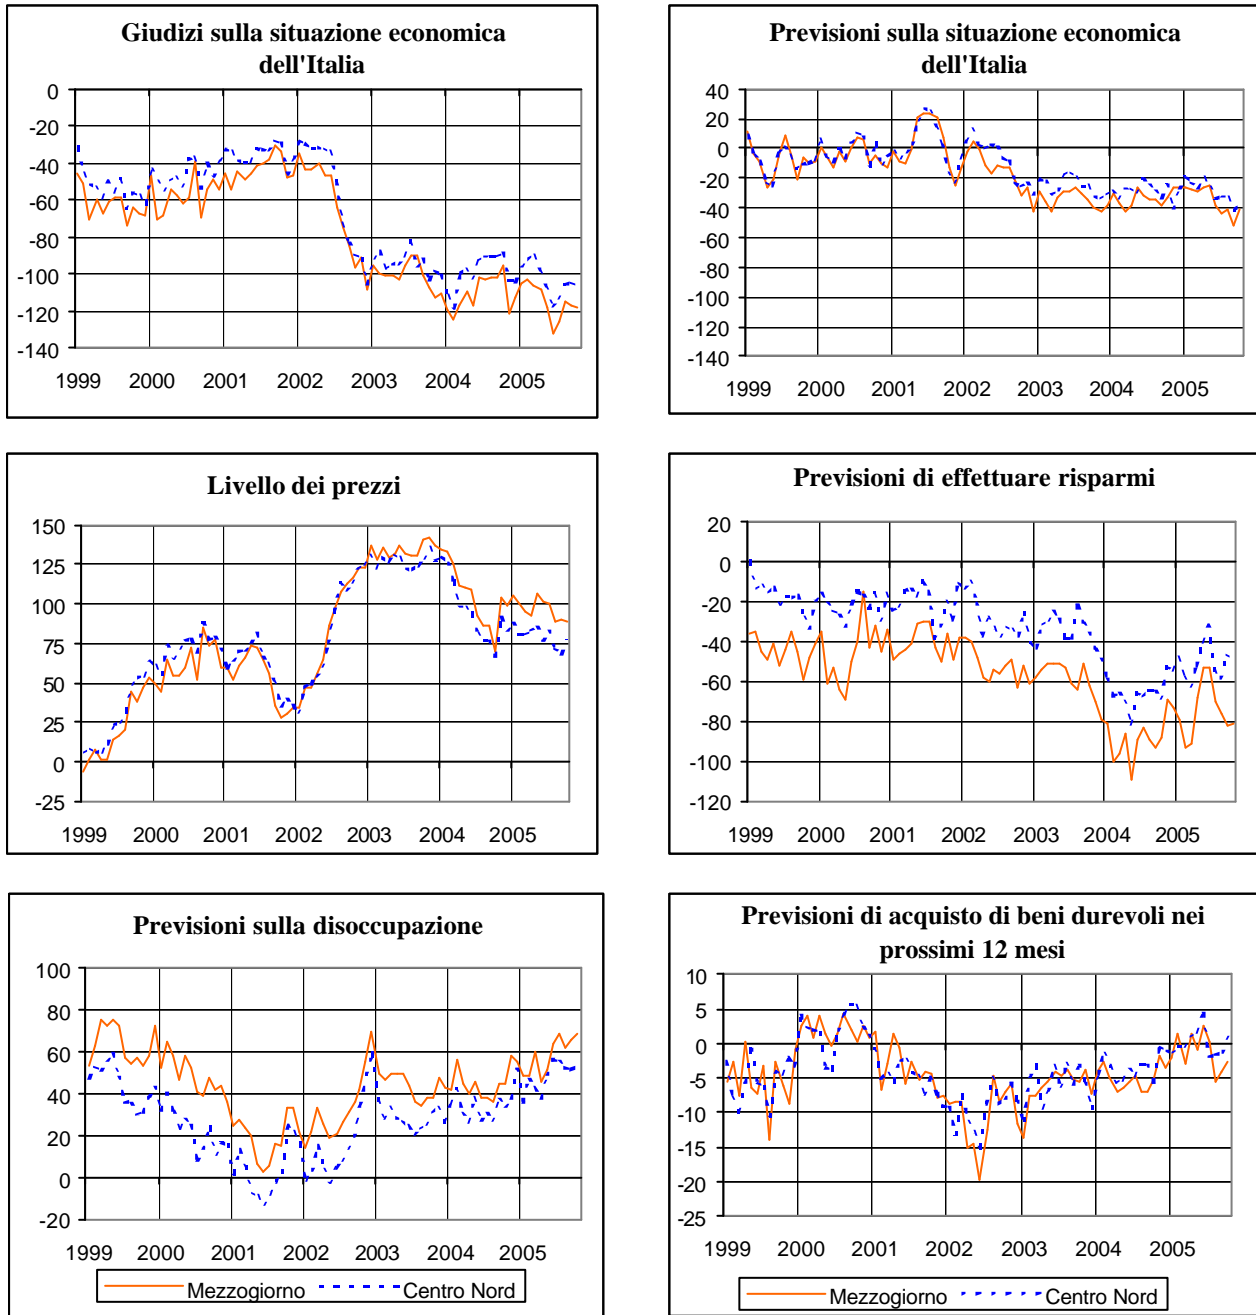 Giudizi sulla situazione economica
dell'Italia
0
-20
-40
-60
-80
-100
-120
-140
1999 2000 2001 2002 2003 2004 2005
Previsioni sulla situazione economica
dell'Italia
40
20
0
-20
-40
-60
-80
-100
-120
-140
1999 2000 2001 2002 2003 2004 2005
Livello dei prezzi
150
125
100
75
50
25
0
-25
1999 2000 2001 2002 2003 2004 2005
Previsioni di effettuare risparmi
20
0
-20
-40
-60
-80
-100
-120
1999 2000 2001 2002 2003 2004 2005
Previsioni sulla disoccupazione
100
80
60
40
20
0
-20
1999 2000 2001 2002 2003 2004 2005
Mezzogiorno Centro Nord
Previsioni di acquisto di beni durevoli nei
prossimi 12 mesi
10
5
0
-5
-10
-15
-20
-25
1999 2000 2001 2002 2003 2004 2005
Mezzogiorno Centro Nord